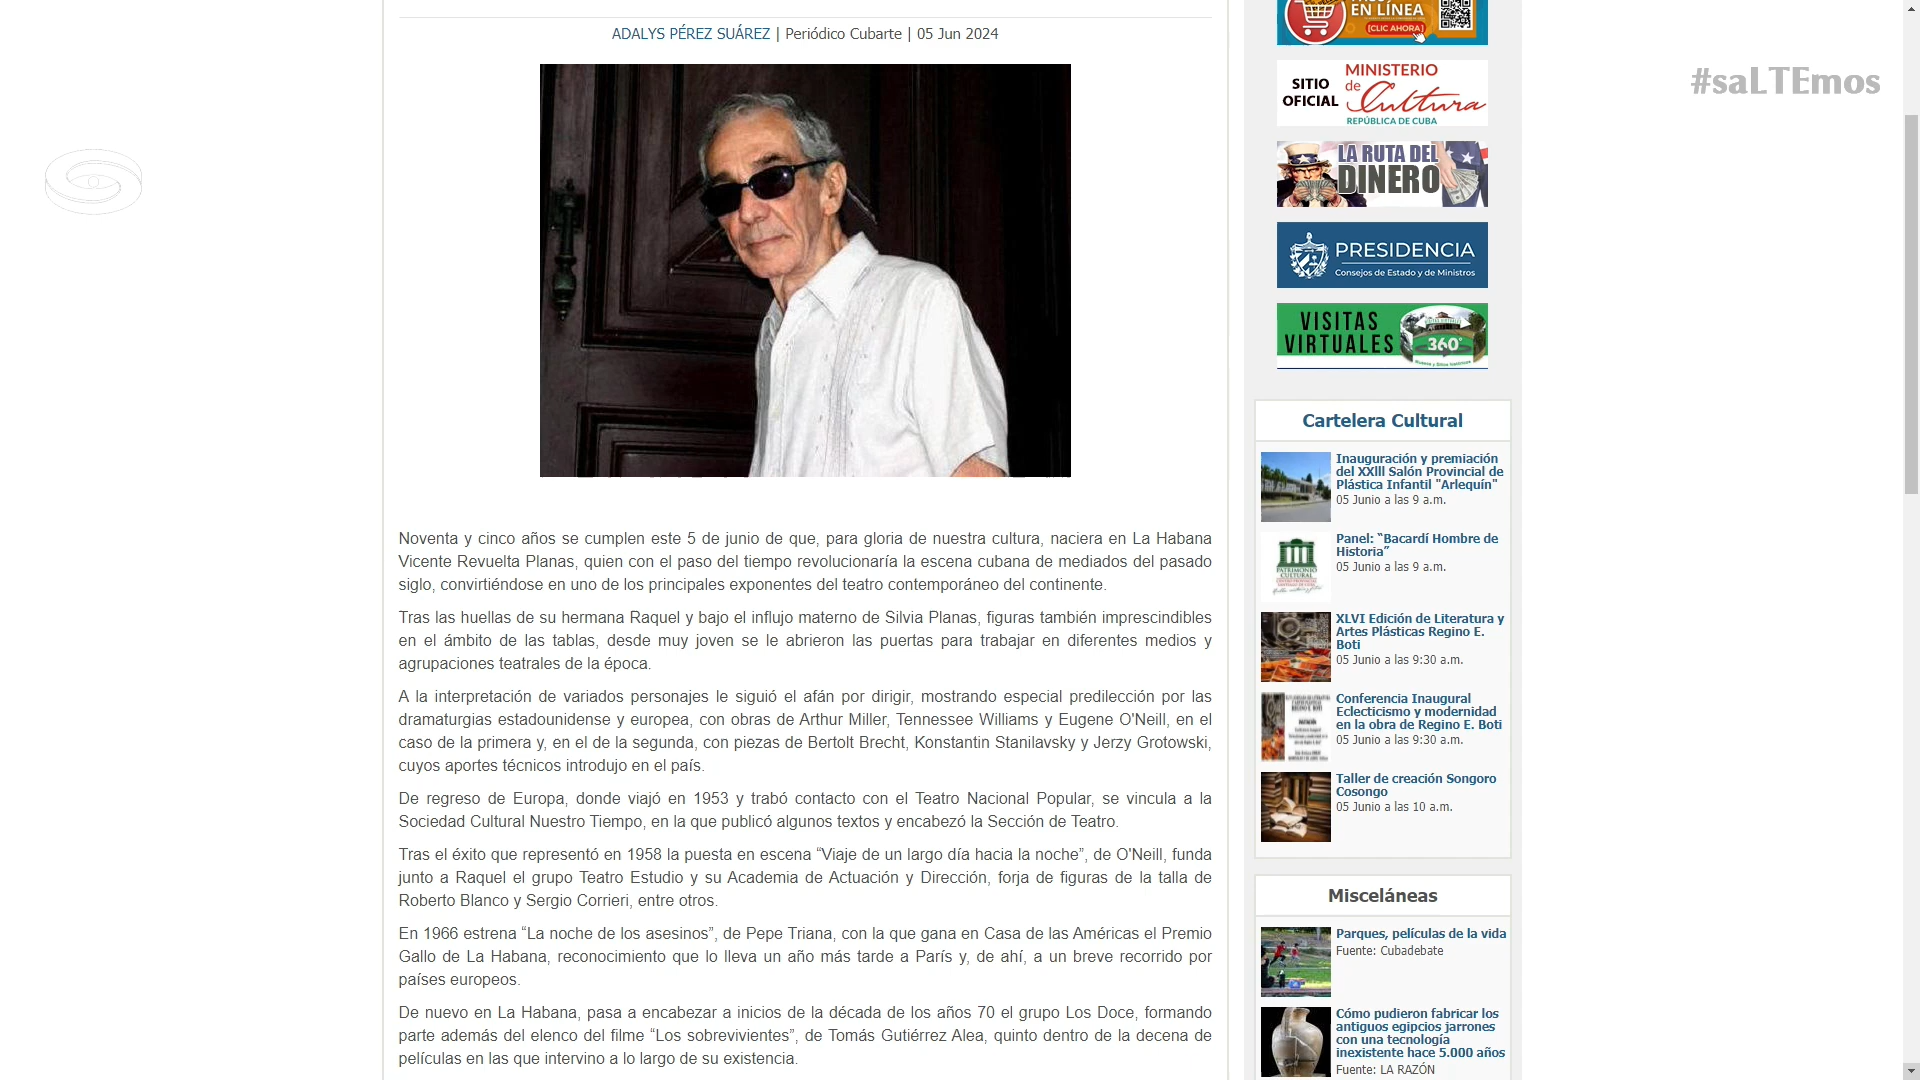 ADALYS PÉREZ SUÁREZ | Periódico Cubarte | 05 Jun 2024
Noventa y cinco años se cumplen este 5 de junio de que, para gloria de nuestra cultura, naciera en La Habana
Vicente Revuelta Planas, quien con el paso del tiempo revolucionaría la escena cubana de mediados del pasado
siglo, convirtiéndose en uno de los principales exponentes del teatro contemporáneo del continente.
Tras las huellas de su hermana Raquel y bajo el influjo materno de Silvia Planas, figuras también imprescindibles
en el ámbito de las tablas, desde muy joven se le abrieron las puertas para trabajar en diferentes medios y
agrupaciones teatrales de la época.
A la interpretación de variados personajes le siguió el afán por dirigir, mostrando especial predilección por las
dramaturgias estadounidense y europea, con obras de Arthur Miller, Tennessee Williams y Eugene O'Neill, en el
caso de la primera y, en el de la segunda, con piezas de Bertolt Brecht, Konstantin Stanilavsky y Jerzy Grotowski,
cuyos aportes técnicos introdujo en el país.
De regreso de Europa, donde viajó en 1953 y trabó contacto con el Teatro Nacional Popular, se vincula a la
Sociedad Cultural Nuestro Tiempo, en la que publicó algunos textos y encabezó la Sección de Teatro.
Tras el éxito que representó en 1958 la puesta en escena “Viaje de un largo día hacia la noche”, de O'Neill, funda
junto a Raquel el grupo Teatro Estudio y su Academia de Actuación y Dirección, forja de figuras de la talla de
Roberto Blanco y Sergio Corrieri, entre otros.
En 1966 estrena “La noche de los asesinos”, de Pepe Triana, con la que gana en Casa de las Américas el Premio
Gallo de La Habana, reconocimiento que lo lleva un año más tarde a París y, de ahí, a un breve recorrido por
países europeos.
De nuevo en La Habana, pasa a encabezar a inicios de la década de los años 70 el grupo Los Doce, formando
parte además del elenco del filme “Los sobrevivientes”, de Tomás Gutiérrez Alea, quinto dentro de la decena de
películas en las que intervino a lo largo de su existencia.
EN LÍNEA
[CLIC AHORA]
SITIO
OFICIAL
MINISTERIO
de
Cultura
REPÚBLICA DE CUBA
LA RUTA DEL
DINERO
PRESIDENCIA
Consejos de Estado y de Ministros
VISITAS
VIRTUALES
360°
Cartelera Cultural
Inauguración y premiación
del XXlll Salón Provincial de
Plástica Infantil "Arlequín"
05 Junio a las 9 a.m.
PATRIMONIO
CULTURAL
Panel: “Bacardí Hombre de
Historia”
05 Junio a las 9 a.m.
XLVI Edición de Literatura y
Artes Plásticas Regino E.
Boti
05 Junio a las 9:30 a.m.
REGINO E. BOTI
Conferencia Inaugural
Eclecticismo y modernidad
en la obra de Regino E. Boti
05 Junio a las 9:30 a.m.
Taller de creación Songoro
Cosongo
05 Junio a las 10 a.m.
Misceláneas
Parques, películas de la vida
Fuente: Cubadebate
Cómo pudieron fabricar los
antiguos egipcios jarrones
con una tecnología
inexistente hace 5.000 años
Fuente: LA RAZÓN
#saLTEmos